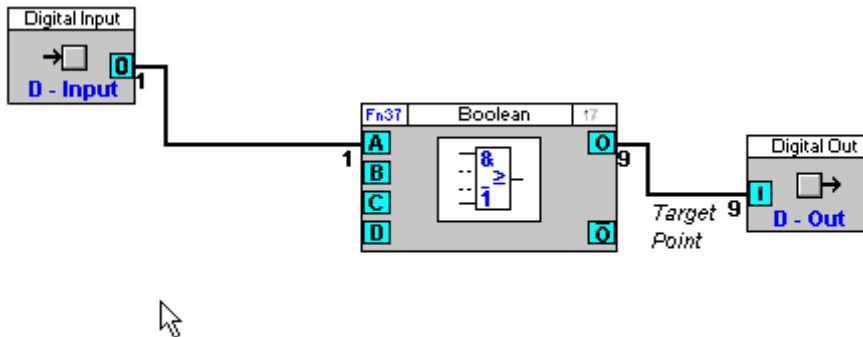 Digital Input
O
1
D - Input
Fn37 Boolean 17
A
1
B
C
D
&
≥
1
O
9
O̅
Target
Point
Digital Out
I
9
D - Out